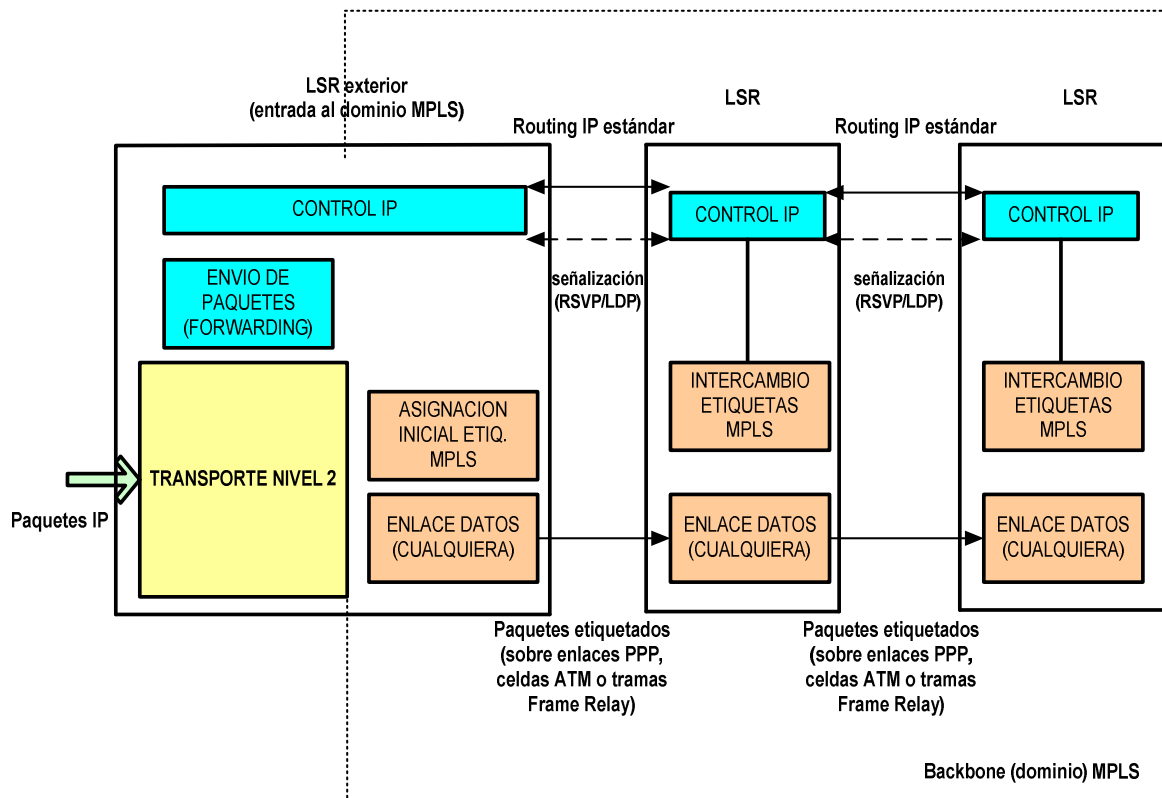 LSR exterior
(entrada al dominio MPLS)
LSR
LSR
Routing IP estándar
Routing IP estándar
CONTROL IP
CONTROL IP
CONTROL IP
ENVIO DE
PAQUETES
(FORWARDING)
señalización
(RSVP/LDP)
señalización
(RSVP/LDP)
TRANSPORTE NIVEL 2
ASIGNACION
INICIAL ETIQ.
MPLS
INTERCAMBIO
ETIQUETAS
MPLS
INTERCAMBIO
ETIQUETAS
MPLS
Paquetes IP
ENLACE DATOS
(CUALQUIERA)
ENLACE DATOS
(CUALQUIERA)
ENLACE DATOS
(CUALQUIERA)
Paquetes etiquetados
(sobre enlaces PPP,
celdas ATM o tramas
Frame Relay)
Paquetes etiquetados
(sobre enlaces PPP,
celdas ATM o tramas
Frame Relay)
Backbone (dominio) MPLS